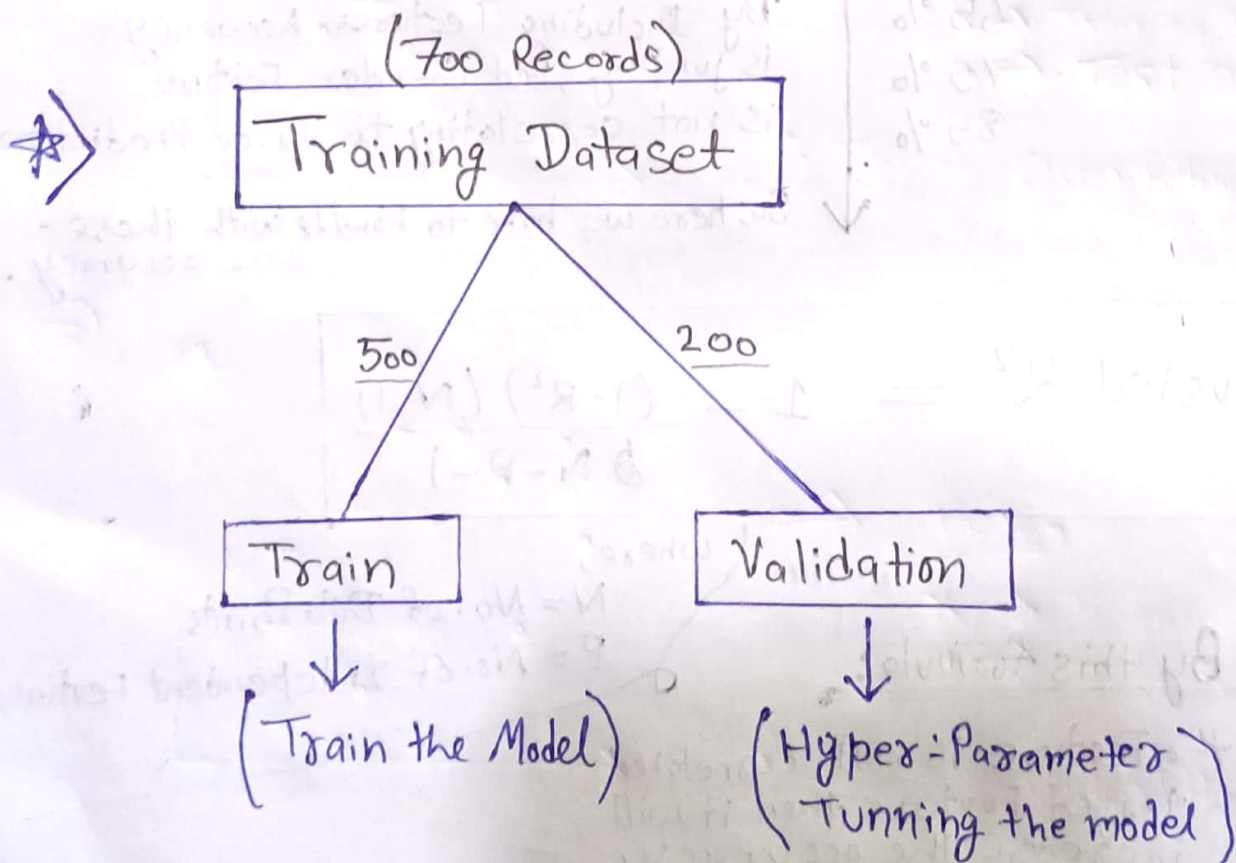 (700 Records)
Training Dataset
500
200
Train
Validation
(Train the Model)
(Hyper-Parameter
Tunning the model)